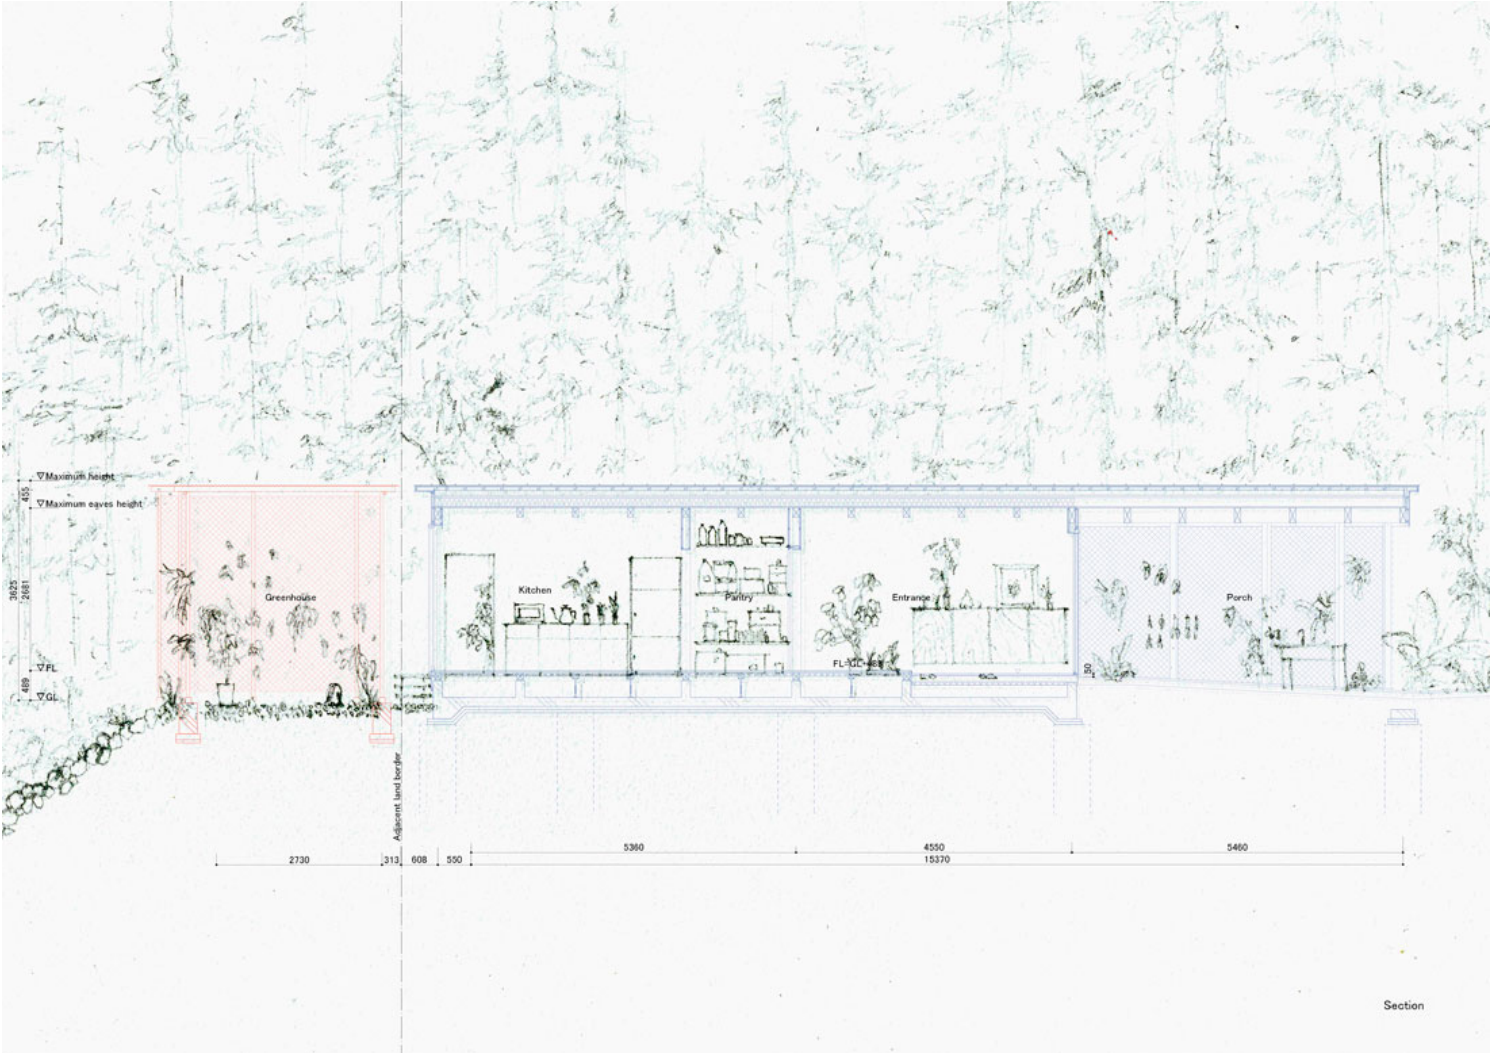 ▽Maximum height
455
▽Maximum eaves height
3625
2681
Kitchen
Greenhouse
Pantry
Entrance
Porch
▽FL
50
489
▽GL
Adjacent land border
5360
4550
5460
2730
313
608
550
15370
Section